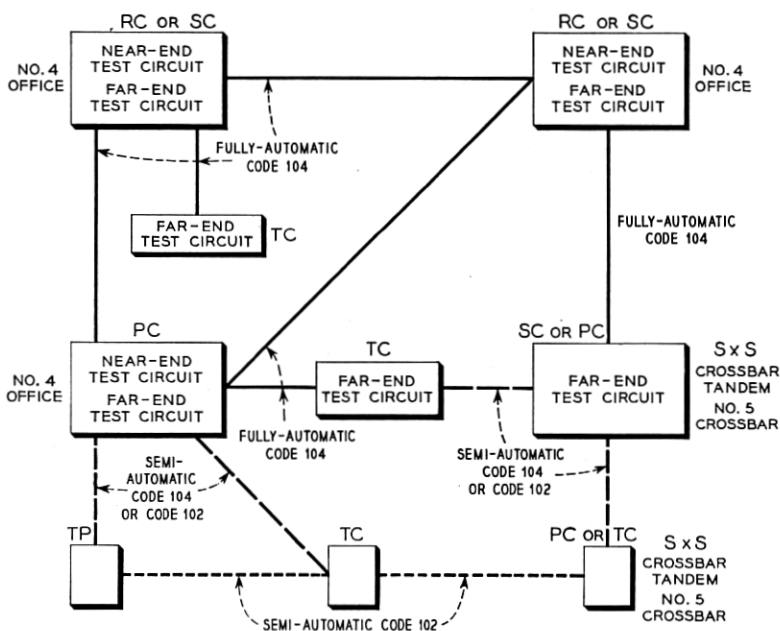 RC OR SC
NEAR-END
TEST CIRCUIT
FAR-END
TEST CIRCUIT
NO. 4
OFFICE
RC OR SC
NEAR-END
TEST CIRCUIT
FAR-END
TEST CIRCUIT
NO. 4
OFFICE
FULLY-AUTOMATIC
CODE 104
FAR-END
TEST CIRCUIT
TC
FULLY-AUTOMATIC
CODE 104
PC
NEAR-END
TEST CIRCUIT
FAR-END
TEST CIRCUIT
NO. 4
OFFICE
TC
FAR-END
TEST CIRCUIT
SC OR PC
FAR-END
TEST CIRCUIT
S x S
CROSSBAR
TANDEM
NO. 5
CROSSBAR
FULLY-AUTOMATIC
CODE 104
SEMI-
AUTOMATIC
CODE 104
OR CODE 102
SEMI-AUTOMATIC
CODE 104
OR CODE 102
TP
TC
PC OR TC
S x S
CROSSBAR
TANDEM
NO. 5
CROSSBAR
SEMI-AUTOMATIC CODE 102